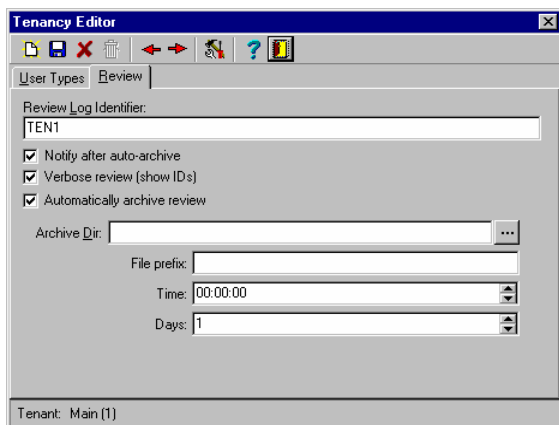 Tenancy Editor
User Types Review
Review Log Identifier:
TEN1
Notify after auto-archive
Verbose review (show IDs)
Automatically archive review
Archive Dir: ...
File prefix:
Time: 00:00:00
Days: 1
Tenant: Main (1)